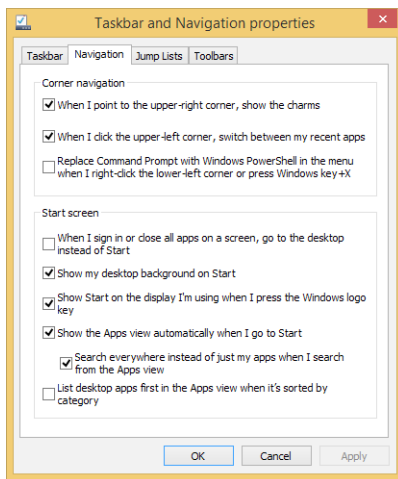 Taskbar and Navigation properties
Taskbar
Navigation
Jump Lists
Toolbars
Corner navigation
When I point to the upper-right corner, show the charms
When I click the upper-left corner, switch between my recent apps
Replace Command Prompt with Windows PowerShell in the menu
when I right-click the lower-left corner or press Windows key+X
Start screen
When I sign in or close all apps on a screen, go to the desktop
instead of Start
Show my desktop background on Start
Show Start on the display I'm using when I press the Windows logo
key
Show the Apps view automatically when I go to Start
Search everywhere instead of just my apps when I search
from the Apps view
List desktop apps first in the Apps view when it's sorted by
category
OK
Cancel
Apply